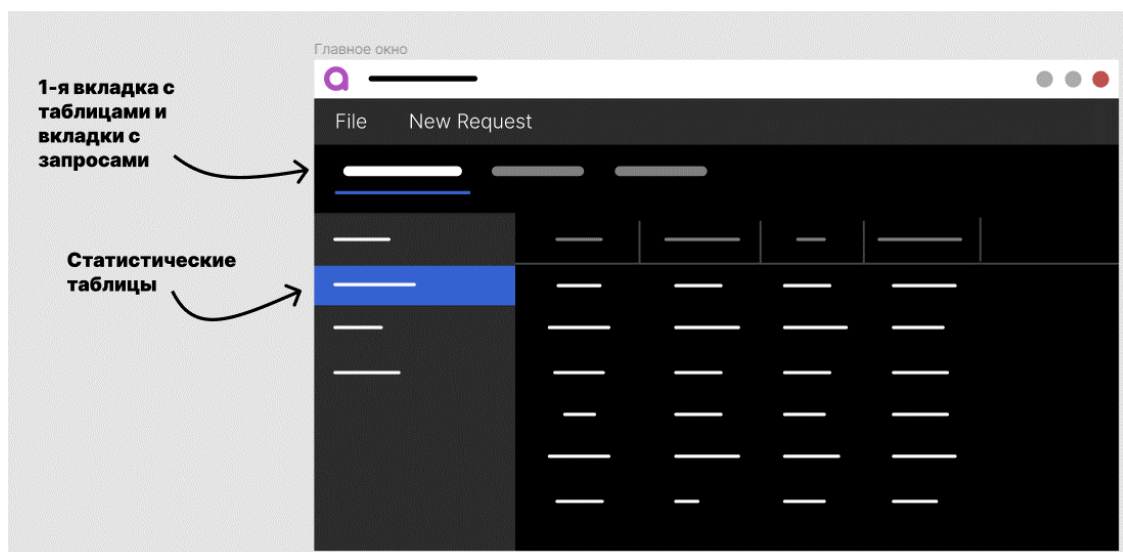 Главное окно
1-я вкладка с
таблицами и
вкладки с
запросами
File New Request
Статистические
таблицы